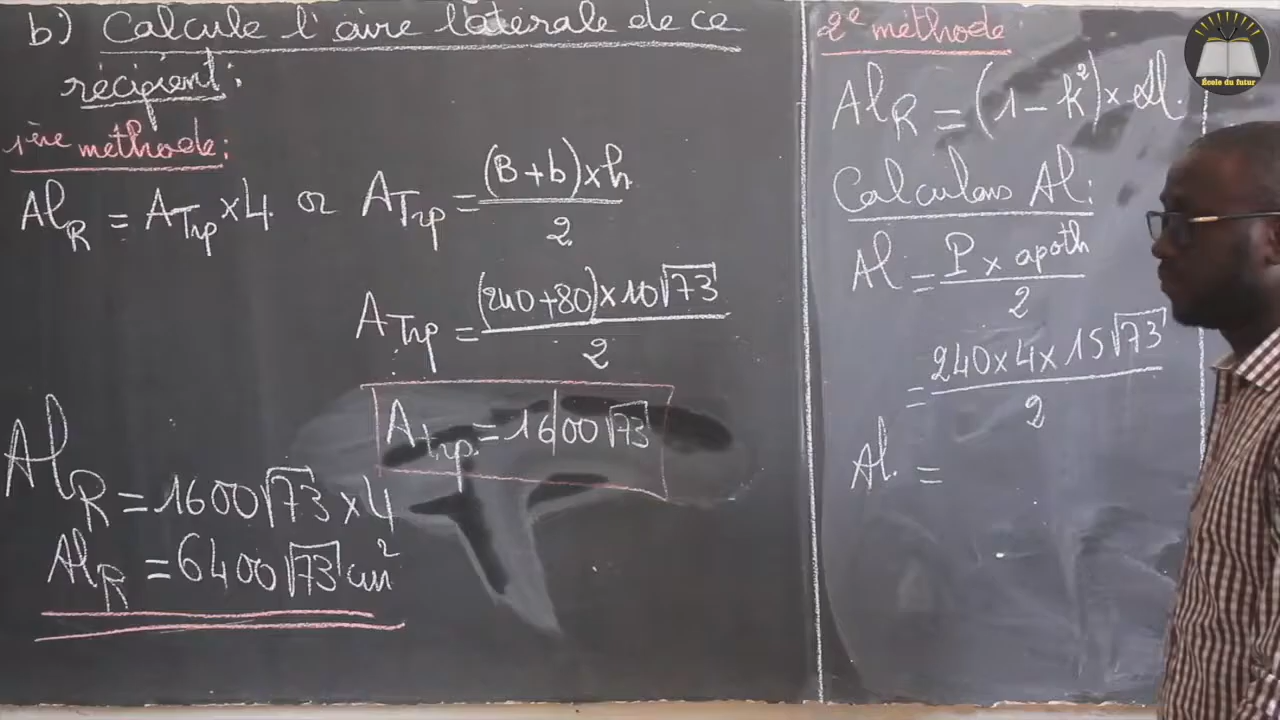 b) Calcule l'aire latérale de ce
récipient:
1ère méthode:
Al_R = A_Trp × 4 or A_Trp = (B + b) × h / 2
A_Trp = (240 + 80) × 10√73 / 2
A_trp = 1600√73
Al_R = 1600√73 × 4
Al_R = 6400√73 cm²
2e méthode
Al_R = (1 - k²) × Al.
Calculons Al:
Al = P × apoth / 2
= 240 × 4 × 15√73 / 2
Al. =
École du futur